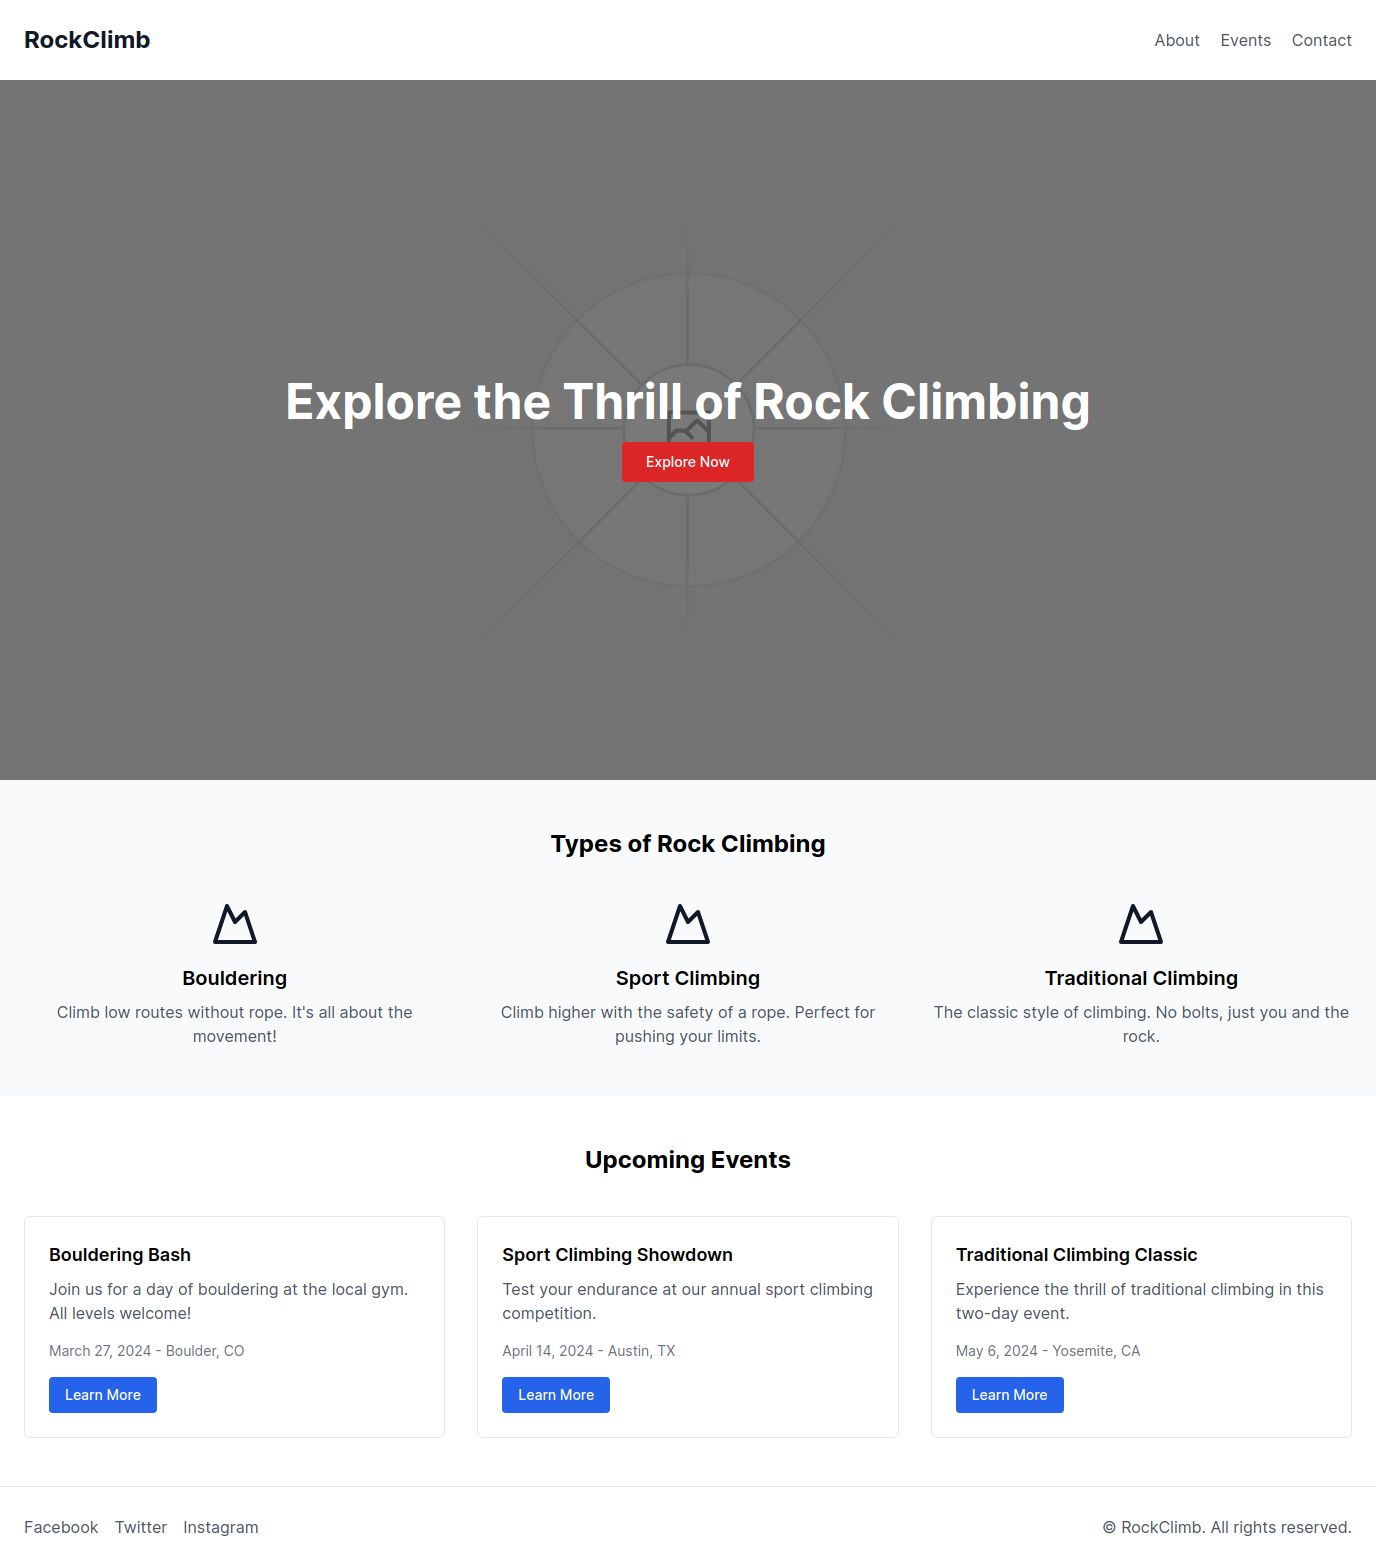 RockClimb
About Events Contact
Explore the Thrill of Rock Climbing
Explore Now
Types of Rock Climbing
Bouldering
Climb low routes without rope. It's all about the
movement!
Sport Climbing
Climb higher with the safety of a rope. Perfect for
pushing your limits.
Traditional Climbing
The classic style of climbing. No bolts, just you and the
rock.
Upcoming Events
Bouldering Bash
Join us for a day of bouldering at the local gym.
All levels welcome!
March 27, 2024 - Boulder, CO
Learn More
Sport Climbing Showdown
Test your endurance at our annual sport climbing
competition.
April 14, 2024 - Austin, TX
Learn More
Traditional Climbing Classic
Experience the thrill of traditional climbing in this
two-day event.
May 6, 2024 - Yosemite, CA
Learn More
Facebook Twitter Instagram
© RockClimb. All rights reserved.